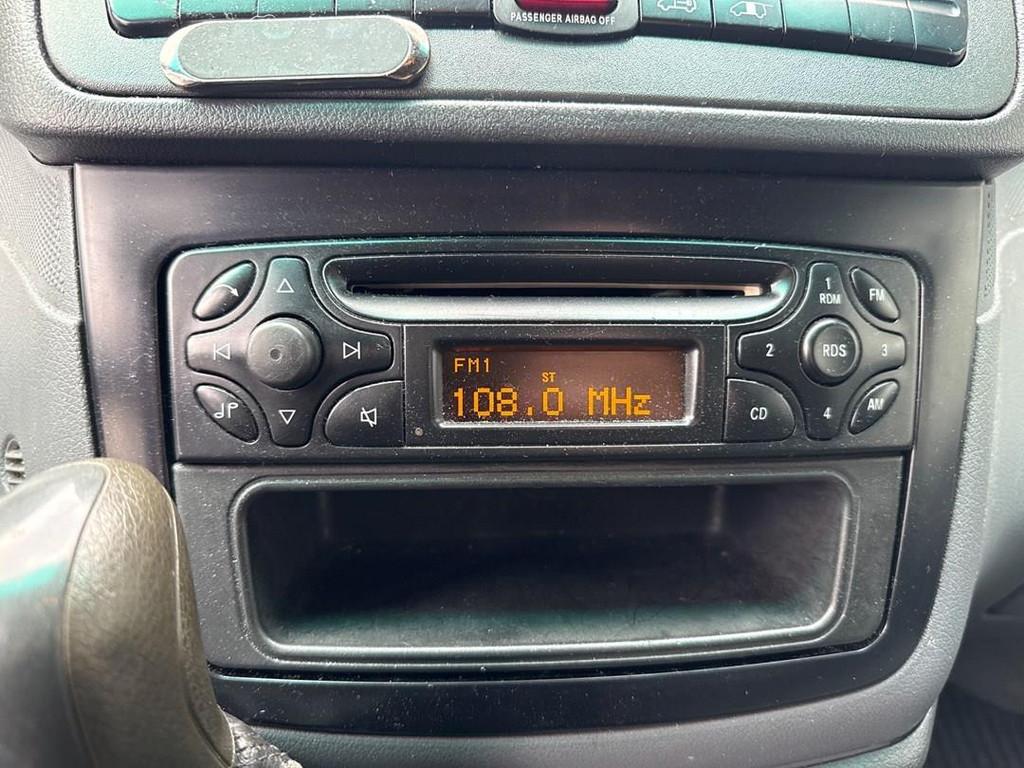 PASSENGER AIRBAG OFF
1
RDM
FM
2
RDS
3
FM1
ST
108.0 MHz
CD
4
AM